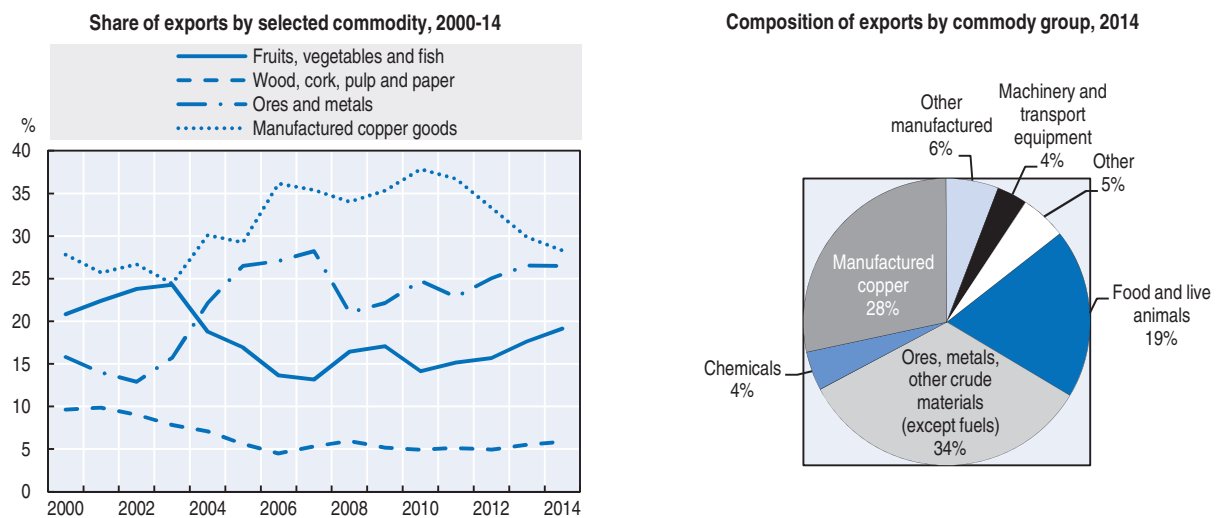 Share of exports by selected commodity, 2000-14
Fruits, vegetables and fish
Wood, cork, pulp and paper
Ores and metals
Manufactured copper goods
%
40
35
30
25
20
15
10
5
0
2000
2002
2004
2006
2008
2010
2012
2014
Composition of exports by commody group, 2014
Other
manufactured
6%
Machinery and
transport
equipment
4%
Other
5%
Food and live
animals
19%
Ores, metals,
other crude
materials
(except fuels)
34%
Chemicals
4%
Manufactured
copper
28%